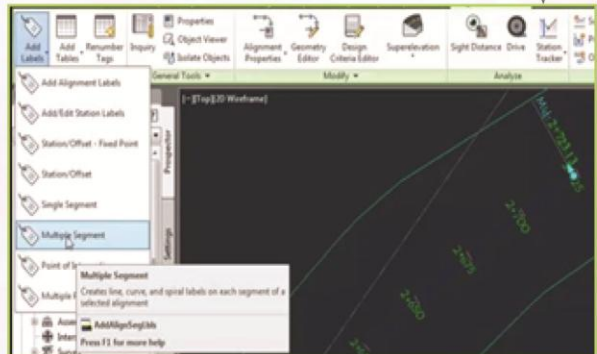 Add Labels
Add Tables
Renumber Tags
Inquiry
Properties
Object Viewer
Isolate Objects
Alignment Properties
Geometry Editor
Design Criteria Editor
Superelevation
Sight Distance
Drive
Station Tracker
General Tools
Modify
Analyze
Add Alignment Labels
Add/Edit Station Labels
Station/Offset - Fixed Point
Station/Offset
Single Segment
Multiple Segment
Point of
Multiple
Prospector
Settings
[-][Top][2D Wireframe]
2+700
2+675
2+650
Multiple Segment
Creates line, curve, and spiral labels on each segment of a
selected alignment
Press F1 for more help